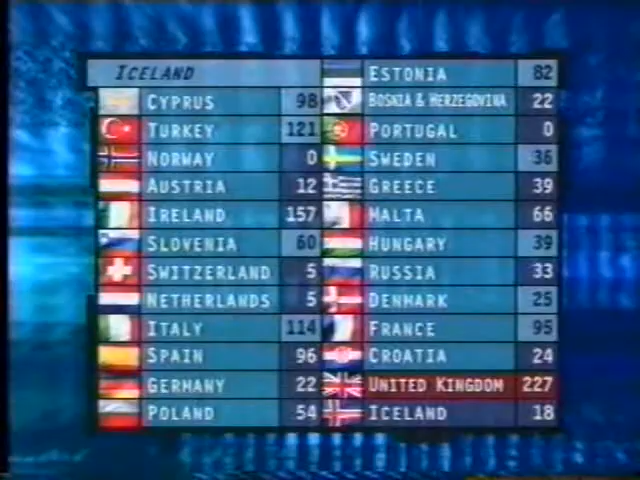 ICELAND
CYPRUS 98
TURKEY 121
NORWAY 0
AUSTRIA 12
IRELAND 157
SLOVENIA 60
SWITZERLAND 5
NETHERLANDS 5
ITALY 114
SPAIN 96
GERMANY 22
POLAND 54
ESTONIA 82
BOSNIA & HERZEGOVINA 22
PORTUGAL 0
SWEDEN 36
GREECE 39
MALTA 66
HUNGARY 39
RUSSIA 33
DENMARK 25
FRANCE 95
CROATIA 24
UNITED KINGDOM 227
ICELAND 18